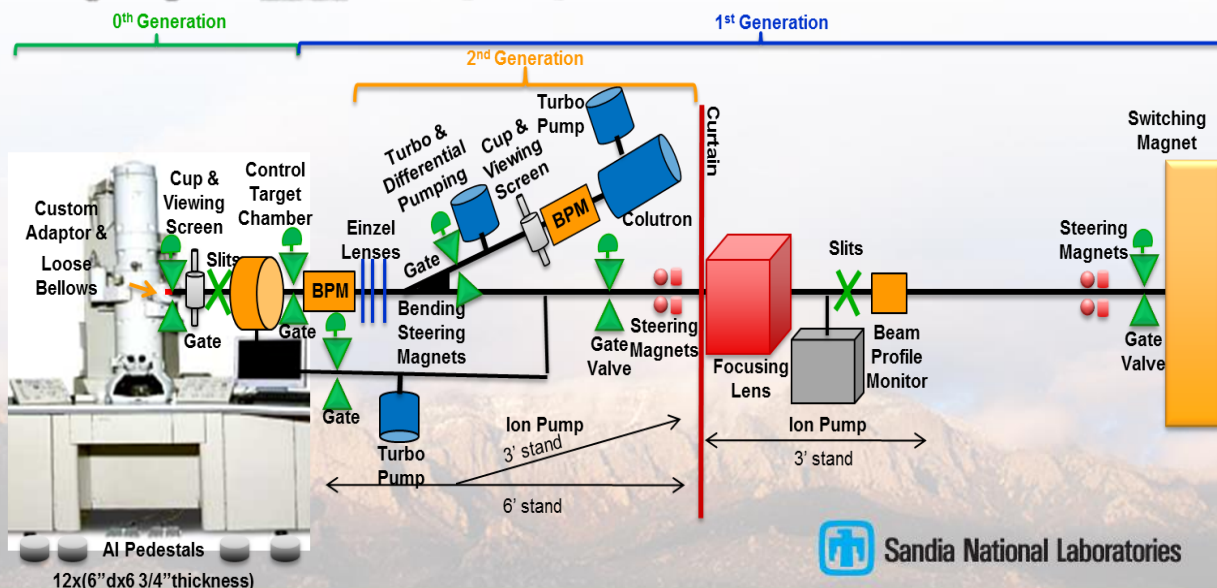 0th Generation
1st Generation
2nd Generation
Turbo
Pump
Curtain
Switching
Magnet
Turbo &
Differential
Pumping
Cup &
Viewing
Screen
Control
Target
Chamber
Cup &
Viewing
Screen
Custom
Adaptor &
Loose
Bellows
Slits
BPM
Einzel
Lenses
Gate
BPM
Colutron
Slits
Steering
Magnets
Gate
Gate
Bending
Steering
Magnets
Gate
Valve
Steering
Magnets
Focusing
Lens
Beam
Profile
Monitor
Gate
Valve
Gate
Turbo
Pump
Ion Pump
3’ stand
6’ stand
Ion Pump
3’ stand
Al Pedestals
12x(6’’dx6 3/4’’thickness)
Sandia National Laboratories